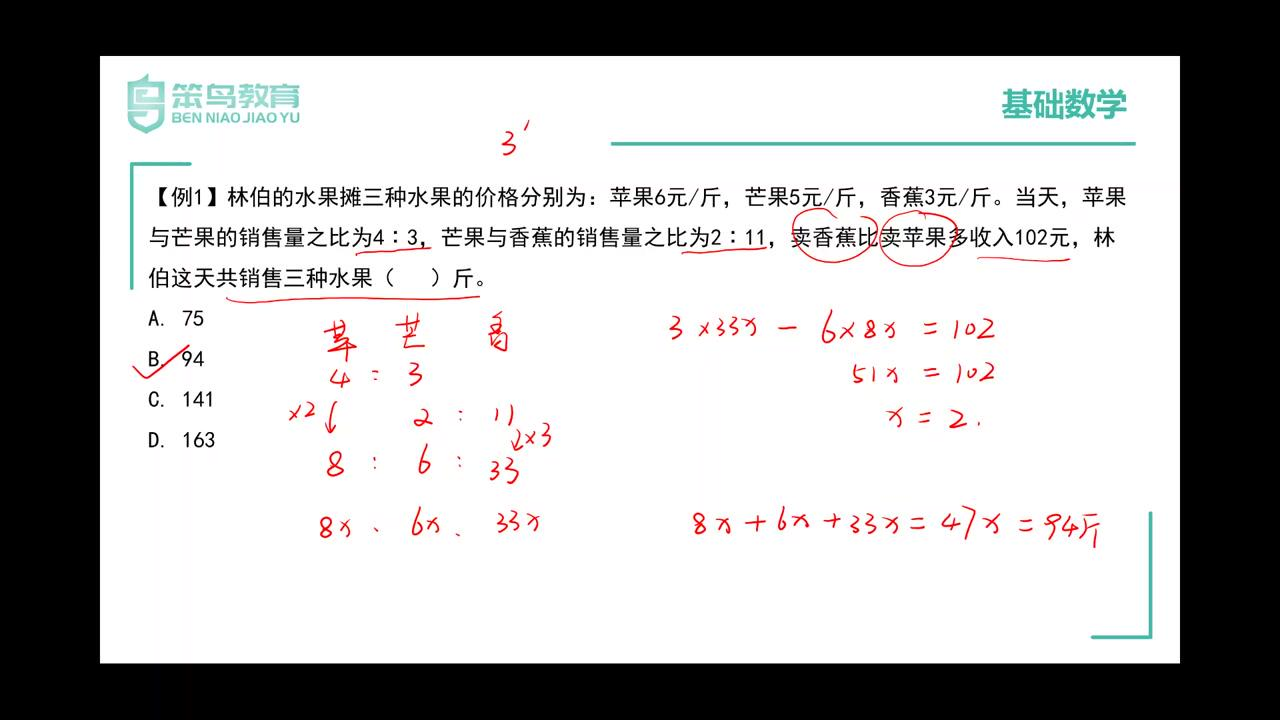 笨鸟教育
BEN NIAO JIAO YU
基础数学
3'
【例1】林伯的水果摊三种水果的价格分别为：苹果6元/斤，芒果5元/斤，香蕉3元/斤。当天，苹果
与芒果的销售量之比为4∶3，芒果与香蕉的销售量之比为2∶11，卖香蕉比卖苹果多收入102元，林
伯这天共销售三种水果（　）斤。
A. 75
B. 94
C. 141
D. 163
苹 芒 香
4 : 3
×2 2 : 11
×3
8 : 6 : 33
8x、6x、33x
3×33x - 6×8x = 102
51x = 102
x = 2.
8x+6x+33x=47x=94斤